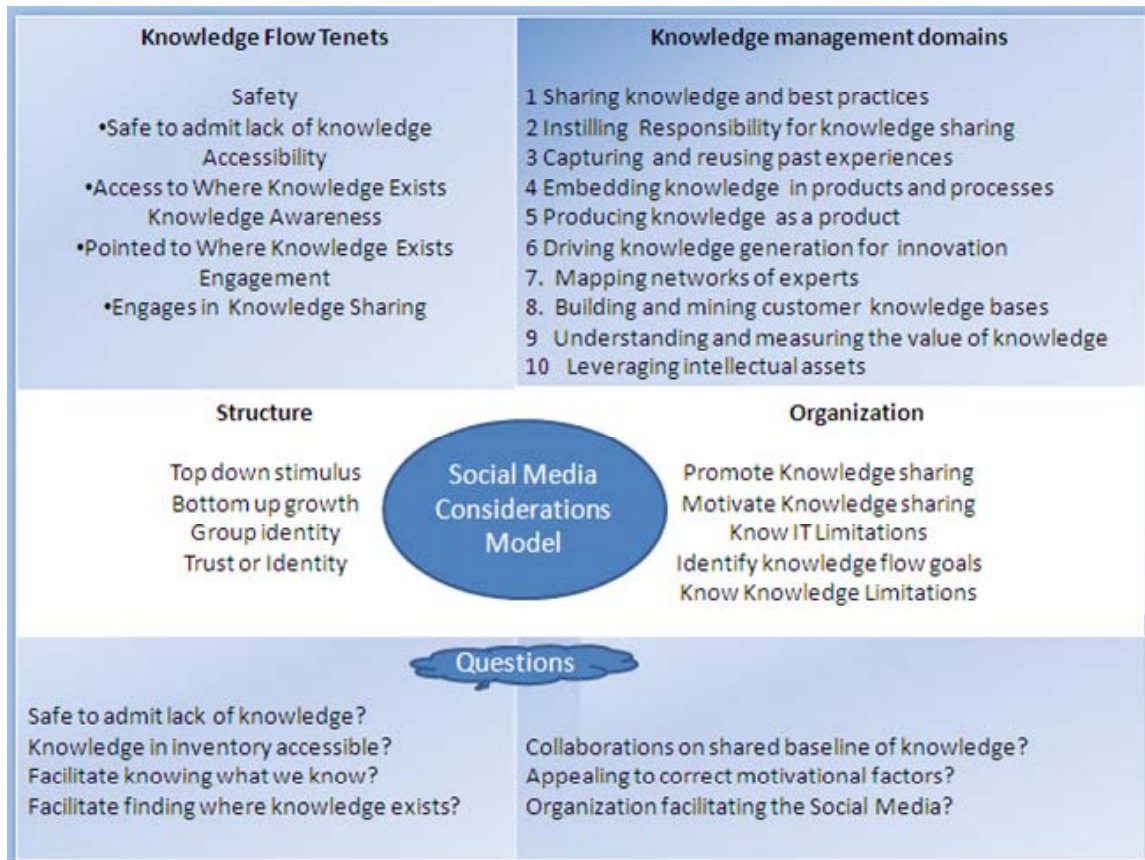 Knowledge Flow Tenets
Safety
•Safe to admit lack of knowledge
Accessibility
•Access to Where Knowledge Exists
Knowledge Awareness
•Pointed to Where Knowledge Exists
Engagement
•Engages in Knowledge Sharing
Knowledge management domains
1 Sharing knowledge and best practices
2 Instilling Responsibility for knowledge sharing
3 Capturing and reusing past experiences
4 Embedding knowledge in products and processes
5 Producing knowledge as a product
6 Driving knowledge generation for innovation
7. Mapping networks of experts
8. Building and mining customer knowledge bases
9 Understanding and measuring the value of knowledge
10 Leveraging intellectual assets
Structure
Top down stimulus
Bottom up growth
Group identity
Trust or Identity
Social Media
Considerations
Model
Organization
Promote Knowledge sharing
Motivate Knowledge sharing
Know IT Limitations
Identify knowledge flow goals
Know Knowledge Limitations
Questions
Safe to admit lack of knowledge?
Knowledge in inventory accessible?
Facilitate knowing what we know?
Facilitate finding where knowledge exists?
Collaborations on shared baseline of knowledge?
Appealing to correct motivational factors?
Organization facilitating the Social Media?